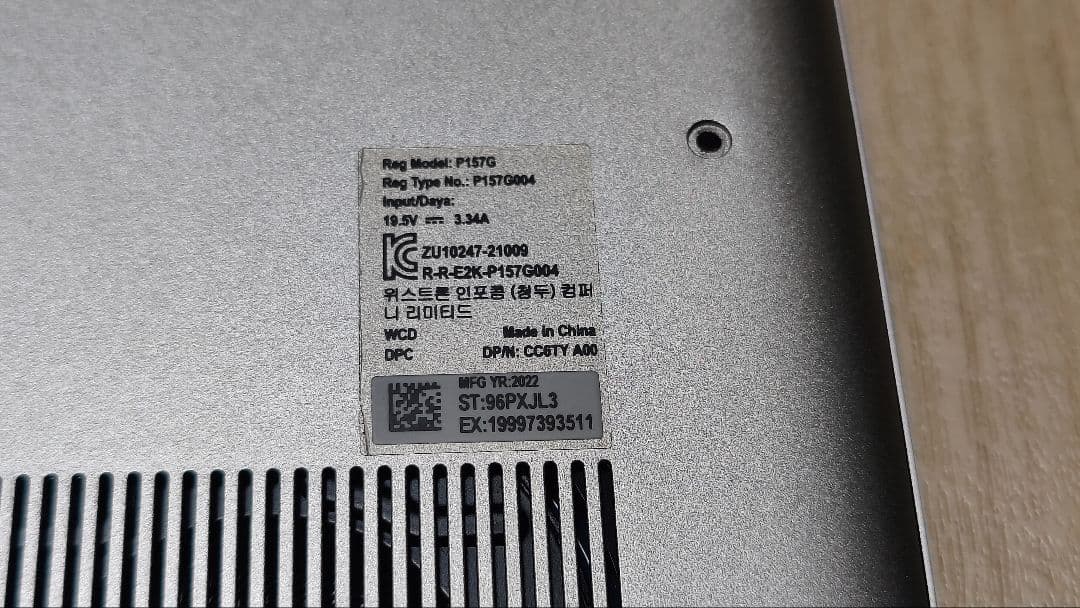 Reg Model: P157G
Reg Type No.: P157G004
Input/Daya:
19.5V ⎓ 3.34A
KC ZU10247-21009
R-R-E2K-P157G004
위스트론 인포콤 (청두) 컴퍼
니 리미티드
WCD Made in China
DPC DP/N: CC5TY A00
MFG YR:2022
ST:96PXJL3
EX:19997393511